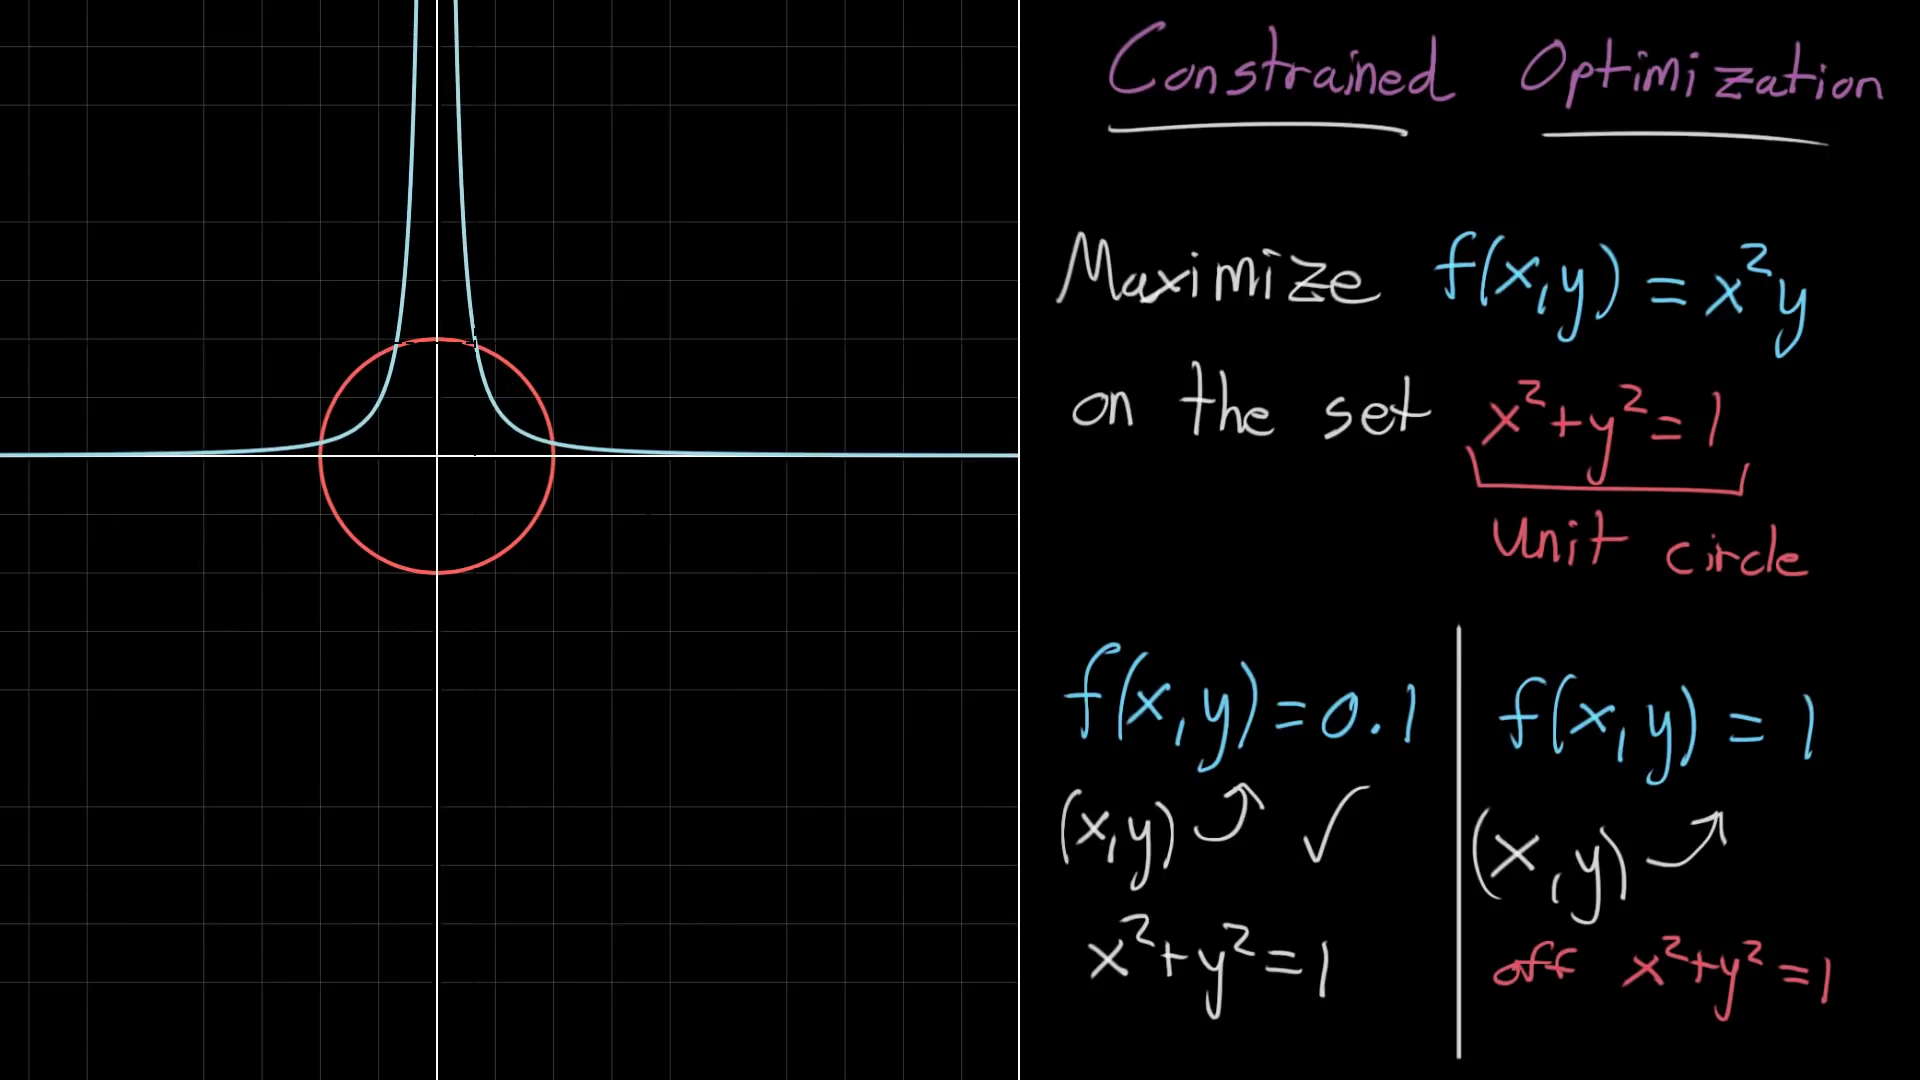 Constrained Optimization
Maximize f(x,y) = x²y
on the set x²+y²=1
Unit circle
f(x,y)=0.1
(x,y) ✓
x²+y²=1
f(x,y) = 1
(x,y)
off x²+y²=1